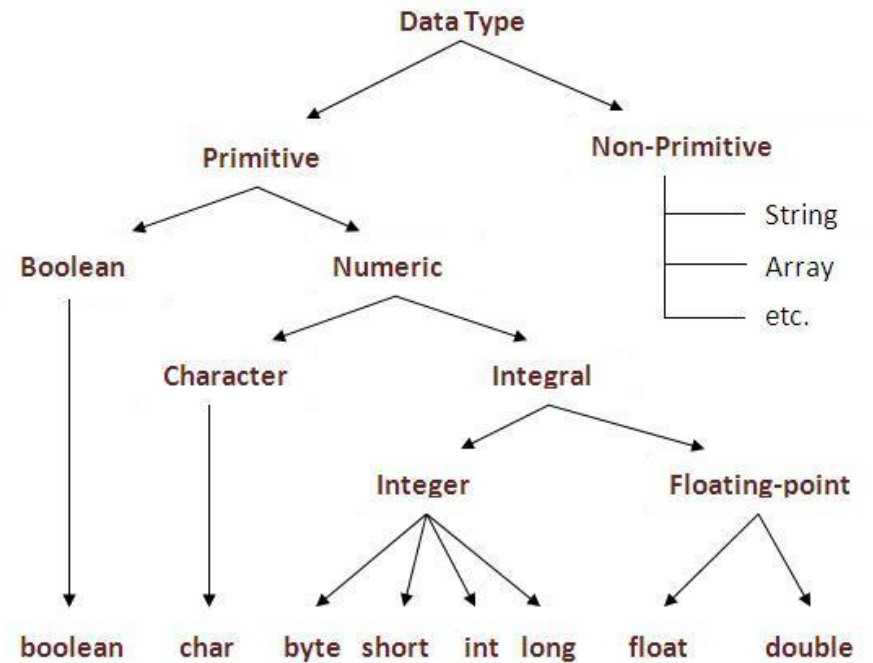 Data Type
Primitive
Non-Primitive
String
Array
etc.
Boolean
Numeric
Character
Integral
Integer
Floating-point
boolean
char
byte
short
int
long
float
double